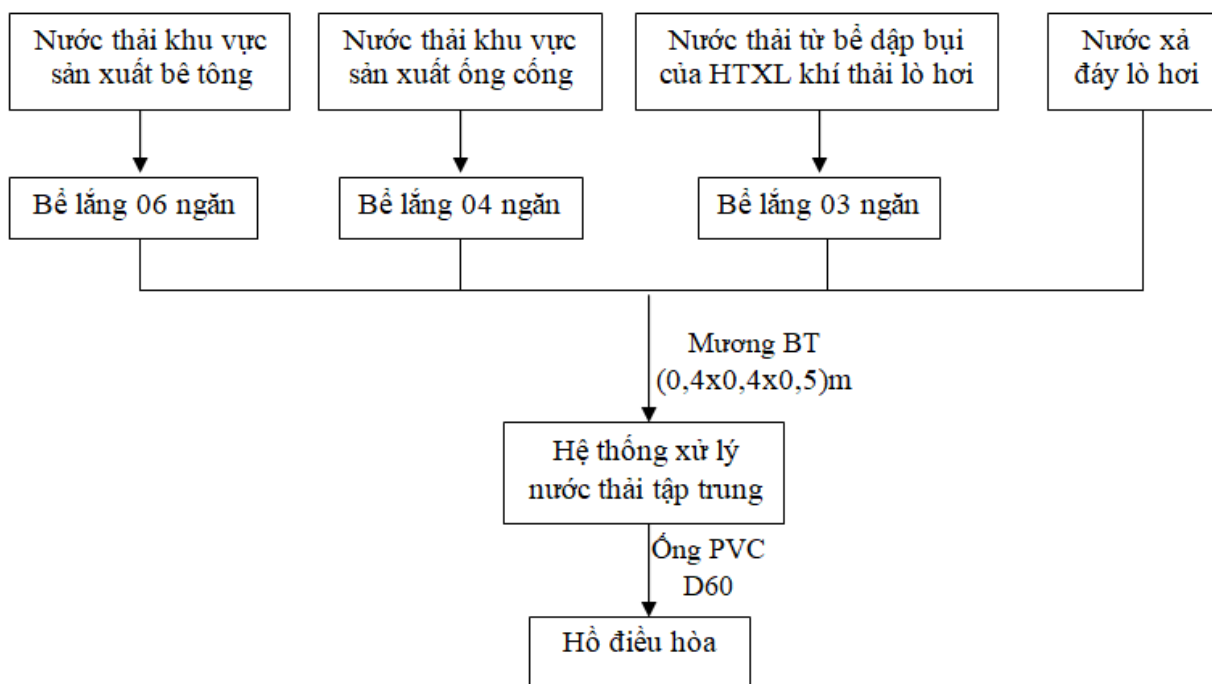 Nước thải khu vực
sản xuất bê tông
Nước thải khu vực
sản xuất ống cống
Nước thải từ bể dập bụi
của HTXL khí thải lò hơi
Nước xả
đáy lò hơi
Bể lắng 06 ngăn
Bể lắng 04 ngăn
Bể lắng 03 ngăn
Mương BT
(0,4x0,4x0,5)m
Hệ thống xử lý
nước thải tập trung
Ống PVC
D60
Hồ điều hòa